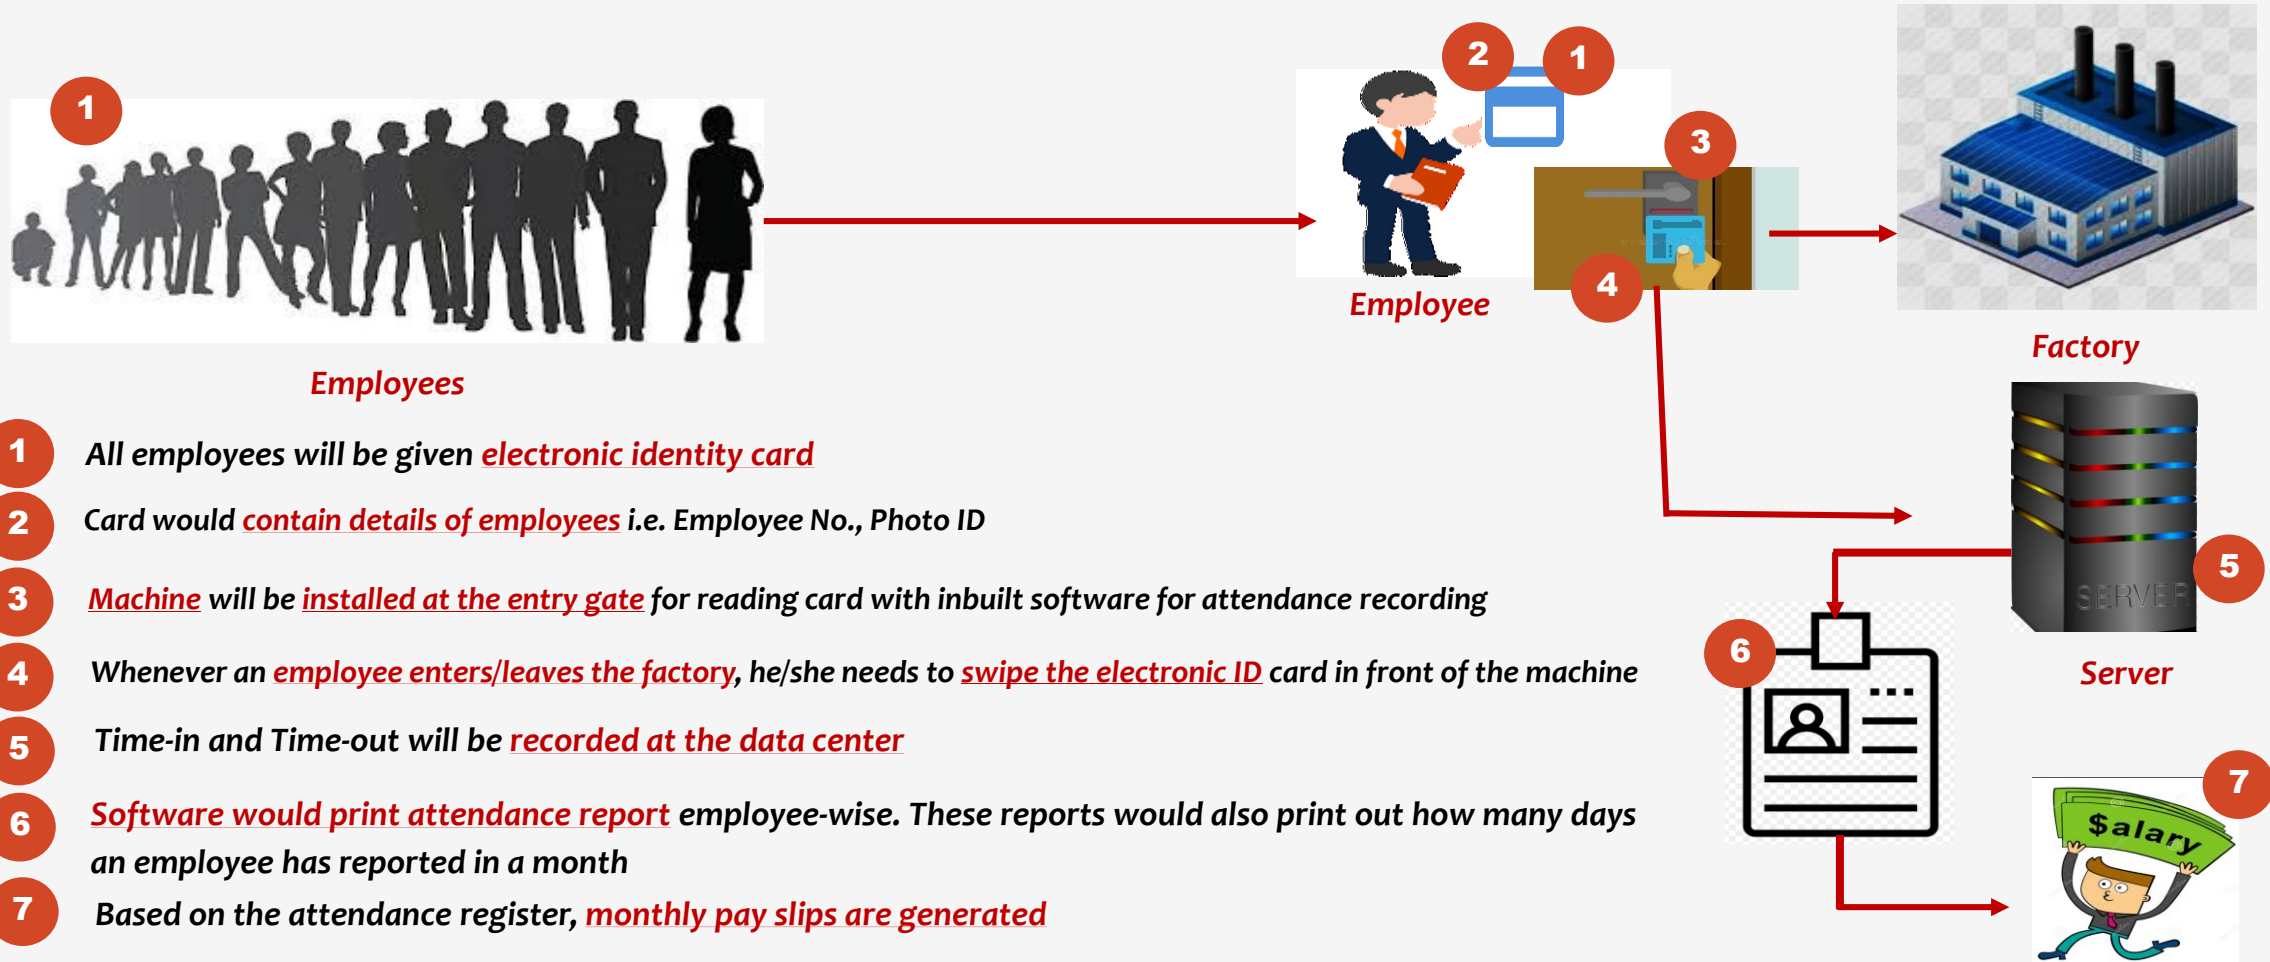 1
2
1
3
4
Employee
Factory
Employees
1 All employees will be given electronic identity card
2 Card would contain details of employees i.e. Employee No., Photo ID
3 Machine will be installed at the entry gate for reading card with inbuilt software for attendance recording
4 Whenever an employee enters/leaves the factory, he/she needs to swipe the electronic ID card in front of the machine
5 Time-in and Time-out will be recorded at the data center
6 Software would print attendance report employee-wise. These reports would also print out how many days
an employee has reported in a month
7 Based on the attendance register, monthly pay slips are generated
SERVER
5
Server
6
7
$alary